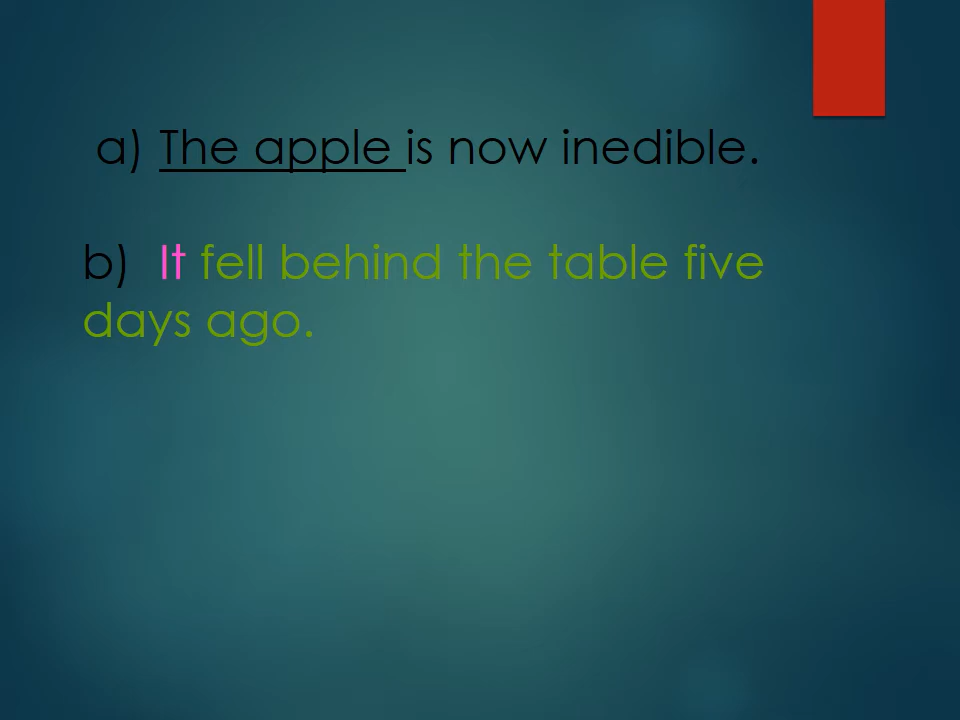 a) The apple is now inedible.
b) It fell behind the table five
days ago.